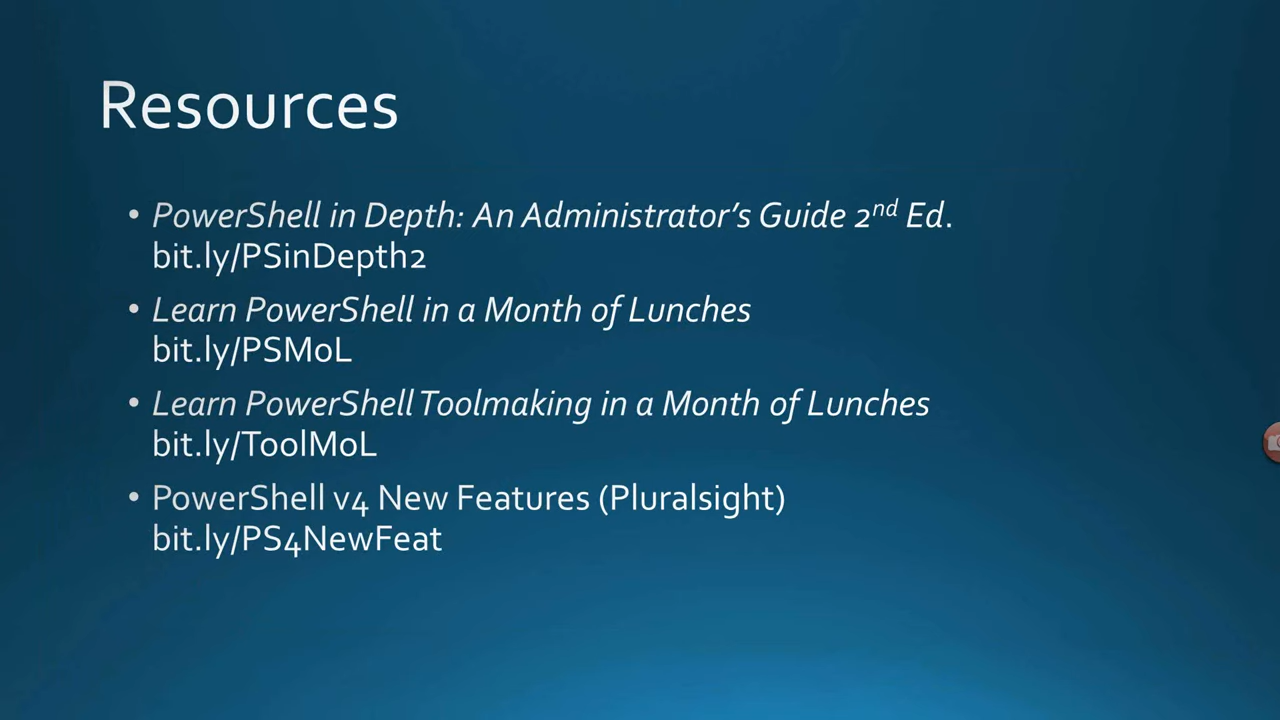 Resources
• PowerShell in Depth: An Administrator’s Guide 2nd Ed.
bit.ly/PSinDepth2
• Learn PowerShell in a Month of Lunches
bit.ly/PSMoL
• Learn PowerShell Toolmaking in a Month of Lunches
bit.ly/ToolMoL
• PowerShell v4 New Features (Pluralsight)
bit.ly/PS4NewFeat